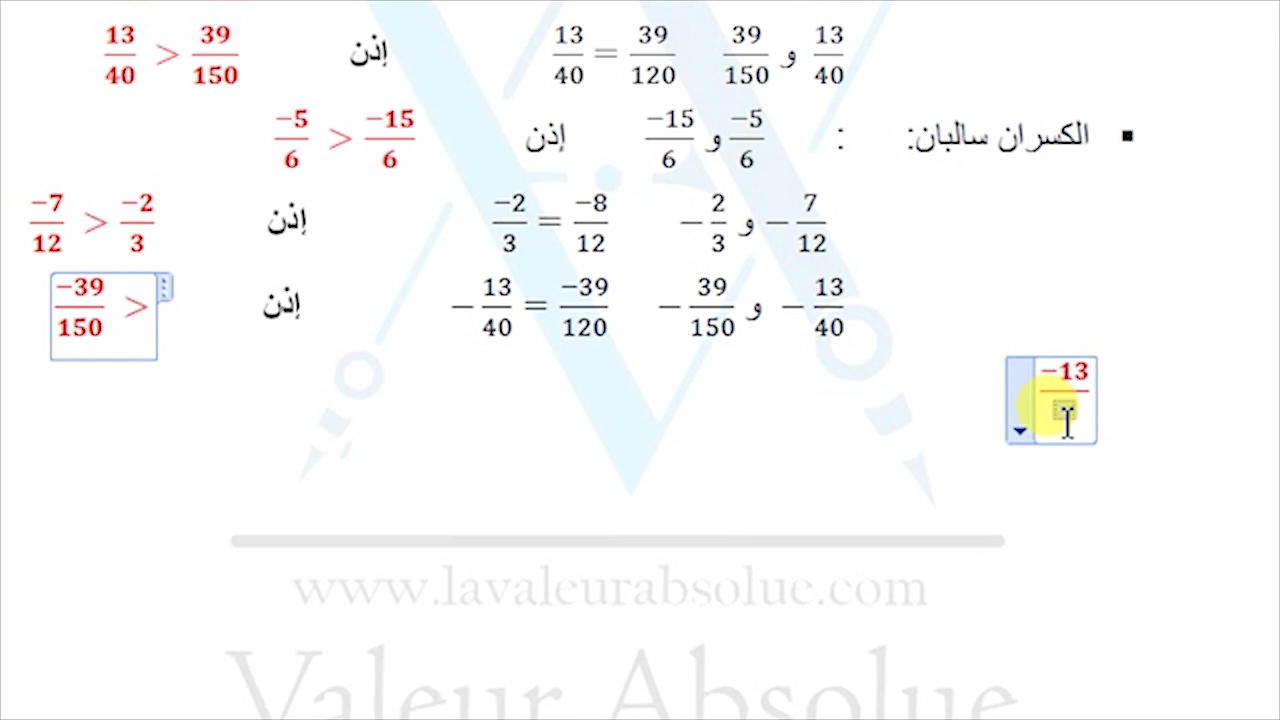 13/40 و 39/150    13/40 = 39/120    إذن    13/40 > 39/150
▪ الكسران سالبان:    :    -5/6 و -15/6    إذن    -5/6 > -15/6
-7/12 و -2/3    -2/3 = -8/12    إذن    -7/12 > -2/3
-13/40 و -39/150    -13/40 = -39/120    إذن    -39/150 >
-13
www.lavaleurabsolue.com
Valeur Absolue